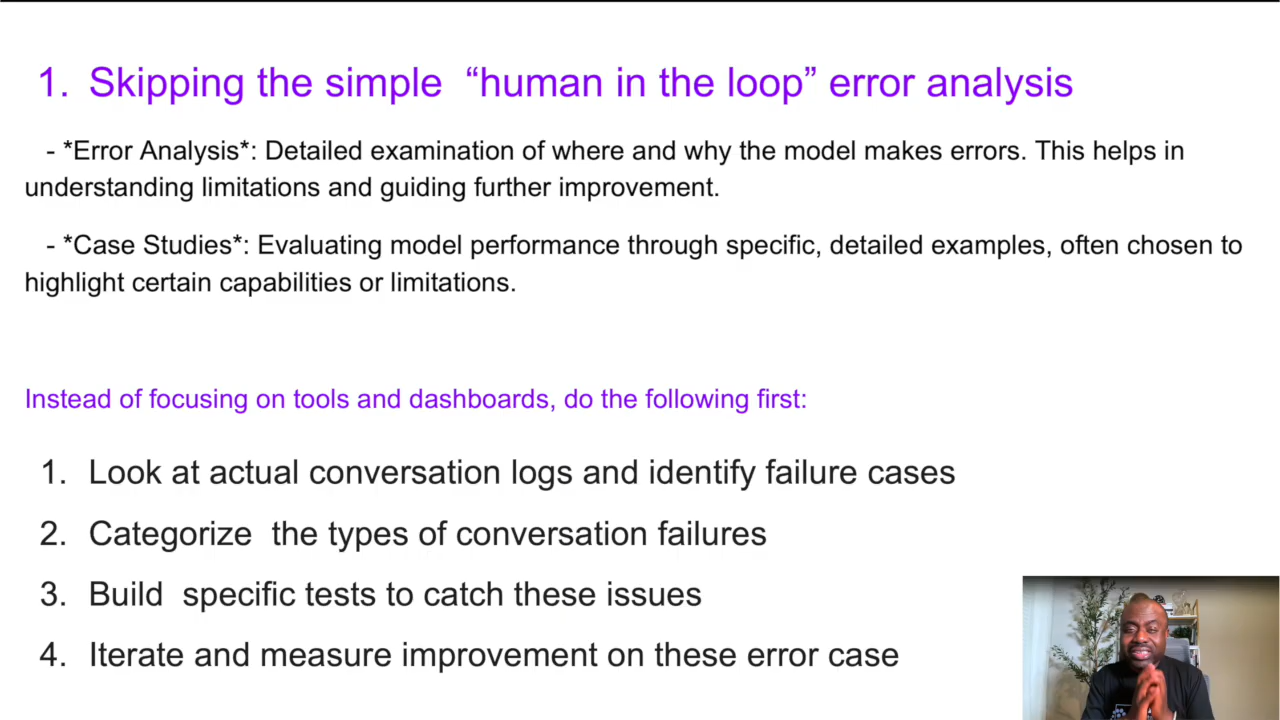 1. Skipping the simple “human in the loop” error analysis
- *Error Analysis*: Detailed examination of where and why the model makes errors. This helps in
understanding limitations and guiding further improvement.
- *Case Studies*: Evaluating model performance through specific, detailed examples, often chosen to
highlight certain capabilities or limitations.
Instead of focusing on tools and dashboards, do the following first:
1. Look at actual conversation logs and identify failure cases
2. Categorize the types of conversation failures
3. Build specific tests to catch these issues
4. Iterate and measure improvement on these error case